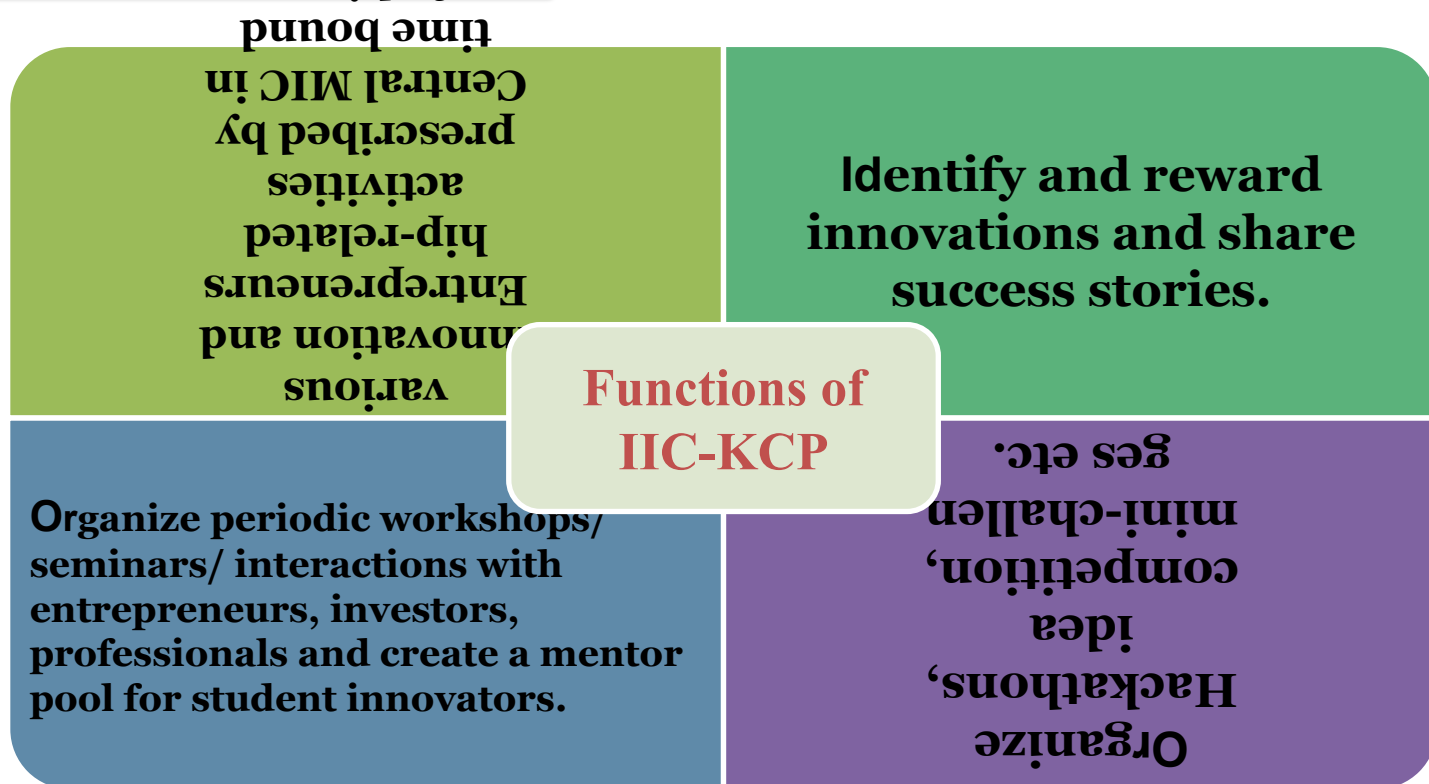 various
nnovation and
Entrepreneurs
hip-related
activities
prescribed by
Central MIC in
time bound
Identify and reward
innovations and share
success stories.
Functions of
IIC-KCP
Organize periodic workshops/
seminars/ interactions with
entrepreneurs, investors,
professionals and create a mentor
pool for student innovators.
Organize
Hackathons,
idea
competition,
mini-challen
ges etc.